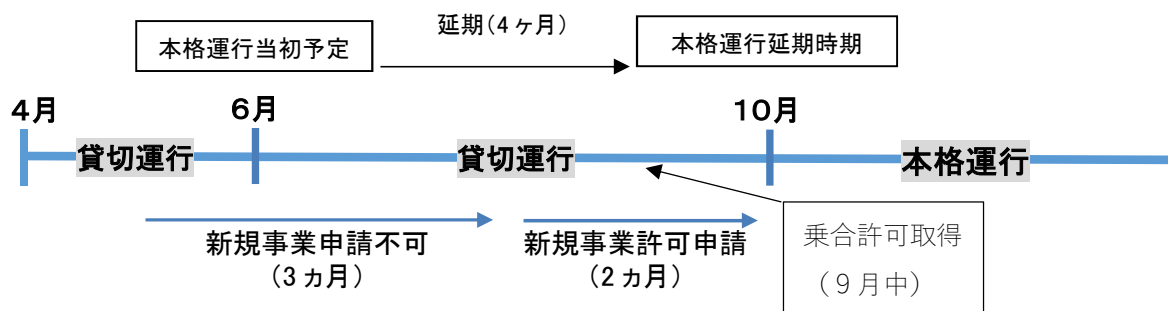 延期（4ヶ月）
本格運行当初予定
本格運行延期時期
4月
6月
10月
貸切運行
貸切運行
本格運行
新規事業申請不可
（3ヵ月）
新規事業許可申請
（2ヵ月）
乗合許可取得
（9月中）